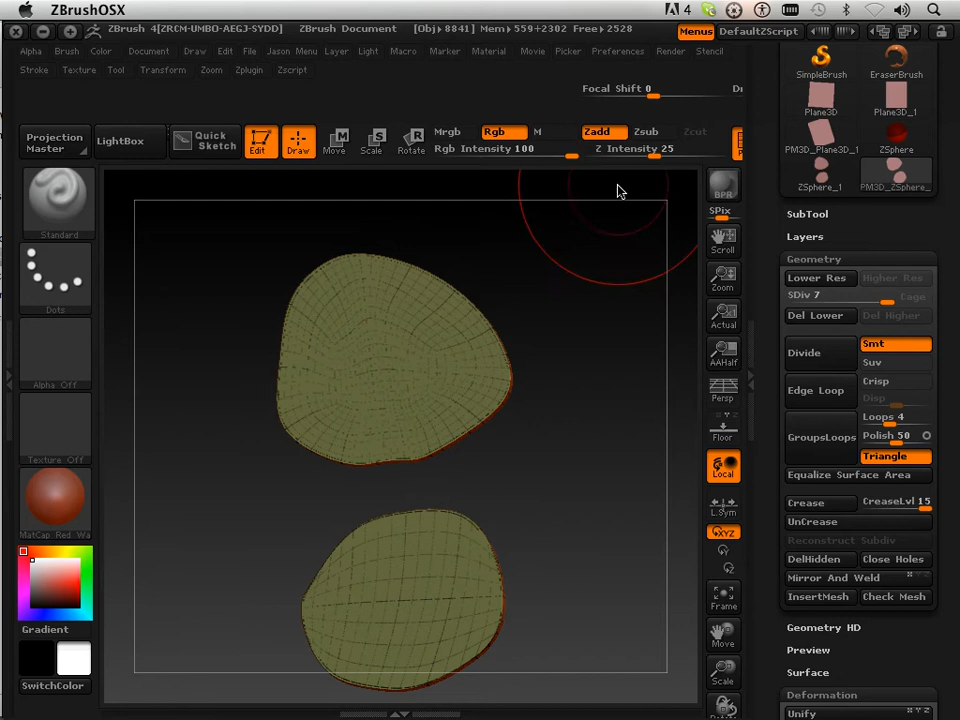 ZBrushOSX
4
ZBrush 4[ZRCM-UMBO-AEGJ-SYDD]
ZBrush Document
[Obj= 8841] Mem=559+2302 Free=2528
Menus
DefaultZScript
Alpha Brush Color Document Draw Edit File Jason Menu Layer Light Macro Marker Material Movie Picker Preferences Render Stencil
Stroke Texture Tool Transform Zoom Zplugin Zscript
Focal Shift 0
Dr
Projection Master
LightBox
Quick Sketch
Edit
Draw
Move
Scale
Rotate
Mrgb Rgb M
Rgb Intensity 100
Zadd Zsub Zcut
Z Intensity 25
Standard
Dots
Alpha Off
Texture Off
MatCap Red Wa
Gradient
SwitchColor
BPR
SPix
Scroll
Zoom
Actual
AAHalf
Persp
Floor
Local
L.Sym
XYZ
Frame
Move
Scale
SimpleBrush EraserBrush
Plane3D Plane3D_1
PM3D_Plane3D_1 ZSphere
ZSphere_1 PM3D_ZSphere_
SubTool
Layers
Geometry
Lower Res Higher Res
SDiv 7 Cage
Del Lower Del Higher
Divide
Smt
Suv
Edge Loop
Crisp
Disp
GroupsLoops
Loops 4
Polish 50
Triangle
Equalize Surface Area
Crease CreaseLvl 15
UnCrease
Reconstruct Subdiv
DelHidden Close Holes
Mirror And Weld
InsertMesh Check Mesh
Geometry HD
Preview
Surface
Deformation
Unify